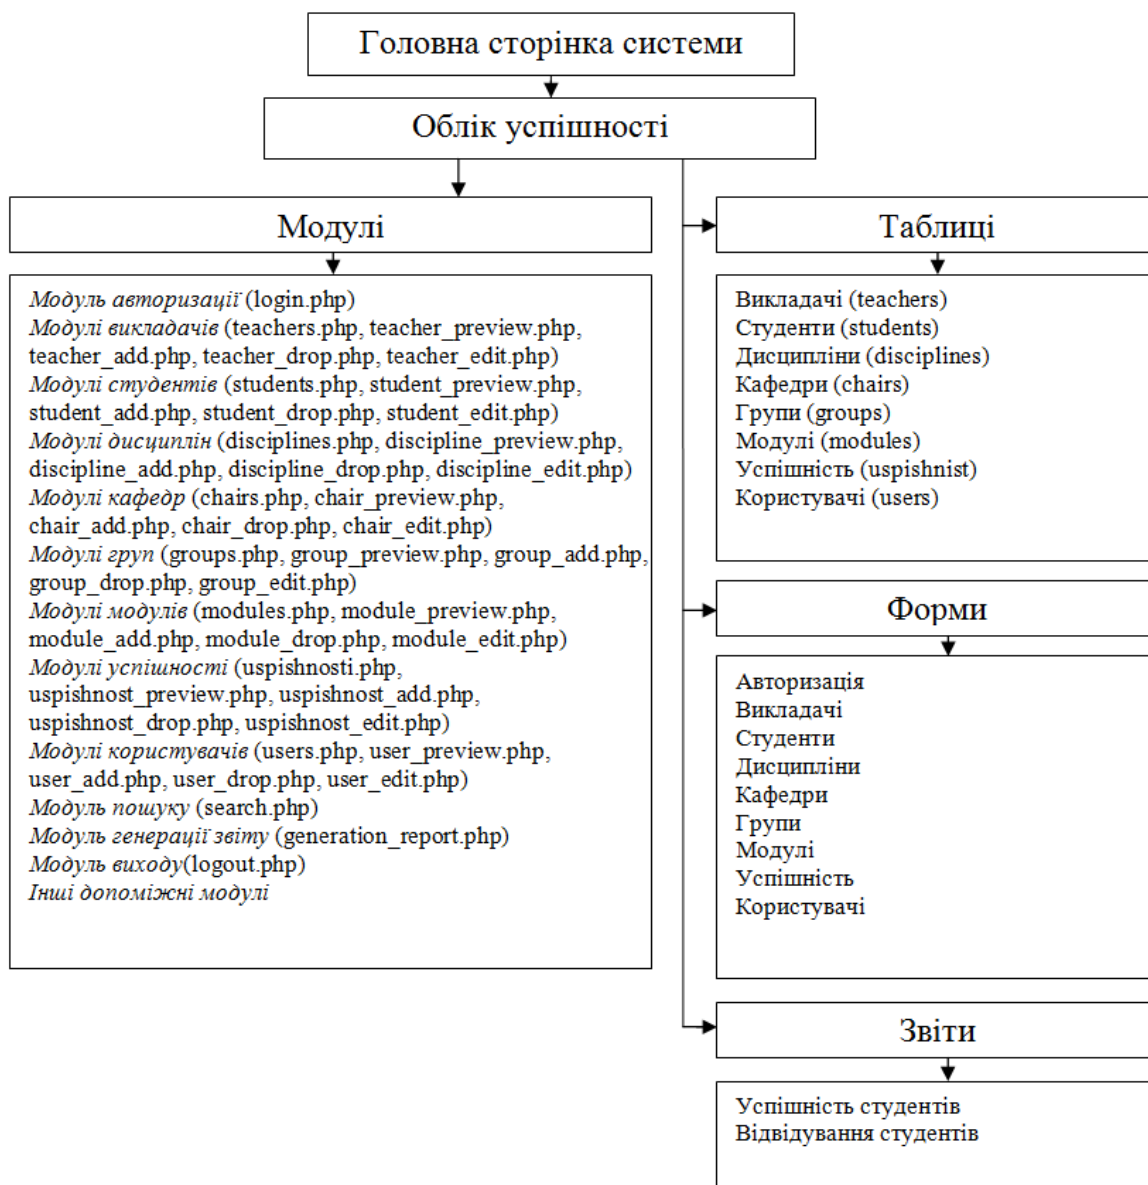 Головна сторінка системи
Облік успішності
Модулі
Модуль авторизації (login.php)
Модулі викладачів (teachers.php, teacher_preview.php,
teacher_add.php, teacher_drop.php, teacher_edit.php)
Модулі студентів (students.php, student_preview.php,
student_add.php, student_drop.php, student_edit.php)
Модулі дисциплін (disciplines.php, discipline_preview.php,
discipline_add.php, discipline_drop.php, discipline_edit.php)
Модулі кафедр (chairs.php, chair_preview.php,
chair_add.php, chair_drop.php, chair_edit.php)
Модулі груп (groups.php, group_preview.php, group_add.php,
group_drop.php, group_edit.php)
Модулі модулів (modules.php, module_preview.php,
module_add.php, module_drop.php, module_edit.php)
Модулі успішності (uspishnosti.php,
uspishnost_preview.php, uspishnost_add.php,
uspishnost_drop.php, uspishnost_edit.php)
Модулі користувачів (users.php, user_preview.php,
user_add.php, user_drop.php, user_edit.php)
Модуль пошуку (search.php)
Модуль генерації звіту (generation_report.php)
Модуль виходу(logout.php)
Інші допоміжні модулі
Таблиці
Викладачі (teachers)
Студенти (students)
Дисципліни (disciplines)
Кафедри (chairs)
Групи (groups)
Модулі (modules)
Успішність (uspishnist)
Користувачі (users)
Форми
Авторизація
Викладачі
Студенти
Дисципліни
Кафедри
Групи
Модулі
Успішність
Користувачі
Звіти
Успішність студентів
Відвідування студентів